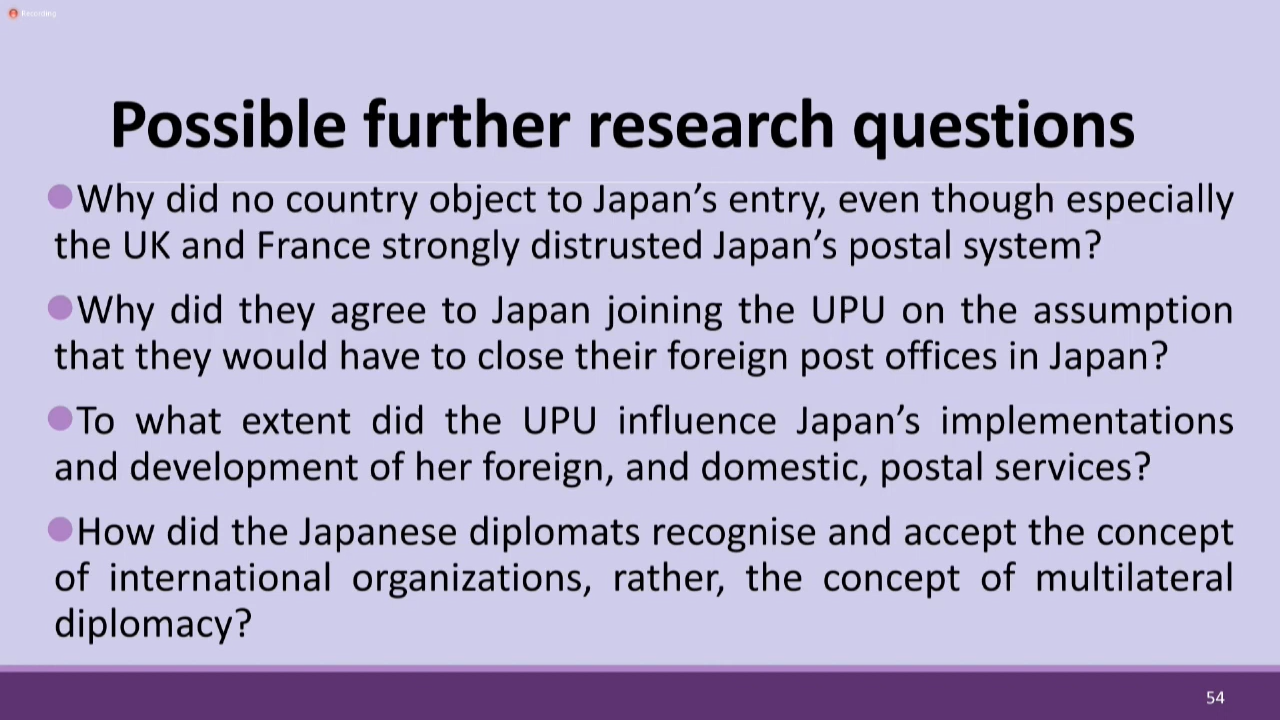 Recording
Possible further research questions
●Why did no country object to Japan’s entry, even though especially
the UK and France strongly distrusted Japan’s postal system?
●Why did they agree to Japan joining the UPU on the assumption
that they would have to close their foreign post offices in Japan?
●To what extent did the UPU influence Japan’s implementations
and development of her foreign, and domestic, postal services?
●How did the Japanese diplomats recognise and accept the concept
of international organizations, rather, the concept of multilateral
diplomacy?
54